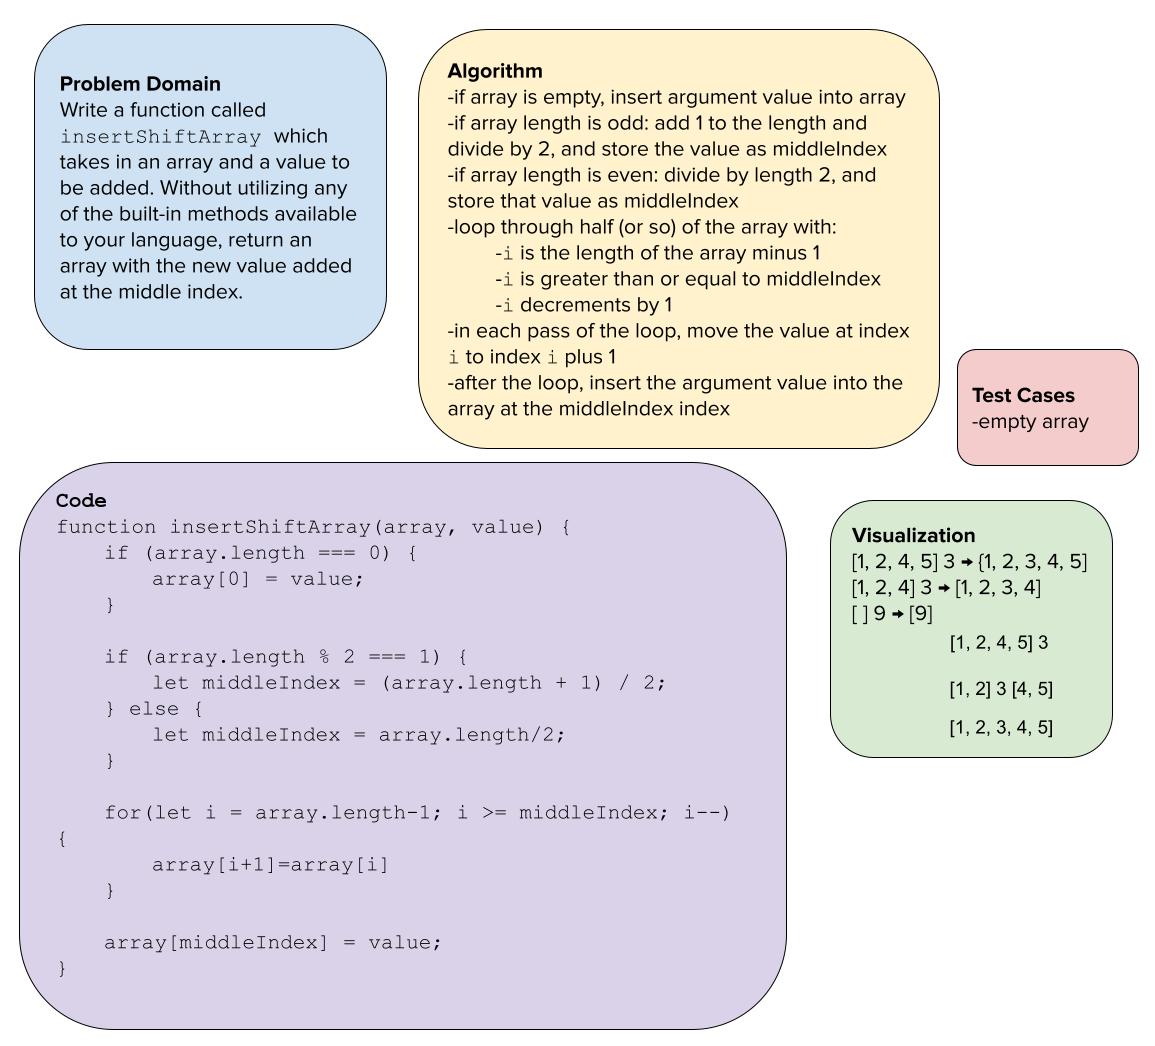 Problem Domain
Write a function called
insertShiftArray which
takes in an array and a value to
be added. Without utilizing any
of the built-in methods available
to your language, return an
array with the new value added
at the middle index.
Algorithm
-if array is empty, insert argument value into array
-if array length is odd: add 1 to the length and
divide by 2, and store the value as middleIndex
-if array length is even: divide by length 2, and
store that value as middleIndex
-loop through half (or so) of the array with:
-i is the length of the array minus 1
-i is greater than or equal to middleIndex
-i decrements by 1
-in each pass of the loop, move the value at index
i to index i plus 1
-after the loop, insert the argument value into the
array at the middleIndex index
Test Cases
-empty array
Code
function insertShiftArray(array, value) {
    if (array.length === 0) {
        array[0] = value;
    }
    if (array.length % 2 === 1) {
        let middleIndex = (array.length + 1) / 2;
    } else {
        let middleIndex = array.length/2;
    }
    for(let i = array.length-1; i >= middleIndex; i--)
{
        array[i+1]=array[i]
    }
    array[middleIndex] = value;
}
Visualization
[1, 2, 4, 5] 3 → {1, 2, 3, 4, 5]
[1, 2, 4] 3 → [1, 2, 3, 4]
[ ] 9 → [9]
[1, 2, 4, 5] 3
[1, 2] 3 [4, 5]
[1, 2, 3, 4, 5]